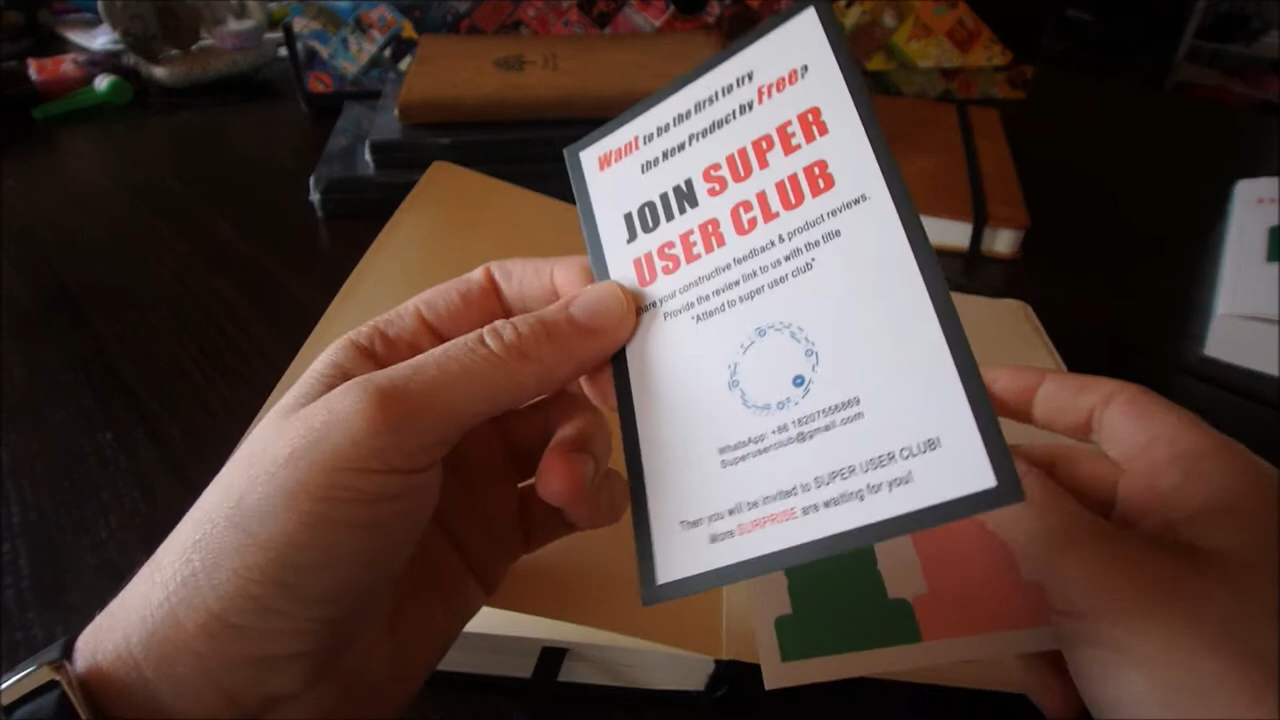 Want to be the first to try
the New Product by Free?
JOIN SUPER
USER CLUB
hare your constructive feedback & product reviews.
Provide the review link to us with the title
"Attend to super user club"
WhatsApp: +86 18207556869
Superuserclub@gmail.com
Then you will be invited to SUPER USER CLUB!
More SURPRISE are waiting for you!